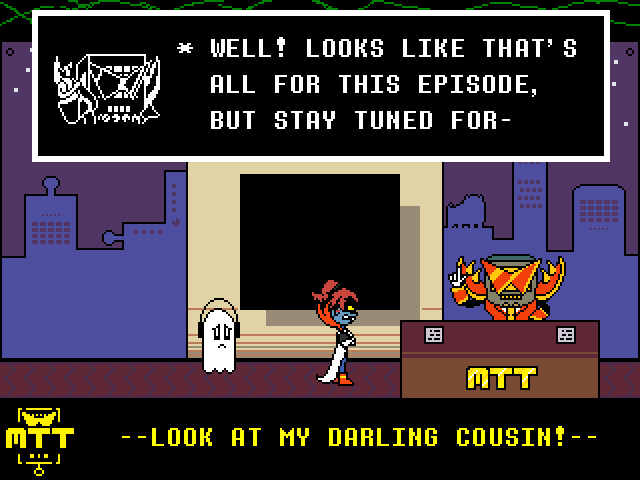 * WELL! LOOKS LIKE THAT'S
ALL FOR THIS EPISODE,
BUT STAY TUNED FOR-
MTT
MTT
--LOOK AT MY DARLING COUSIN!--